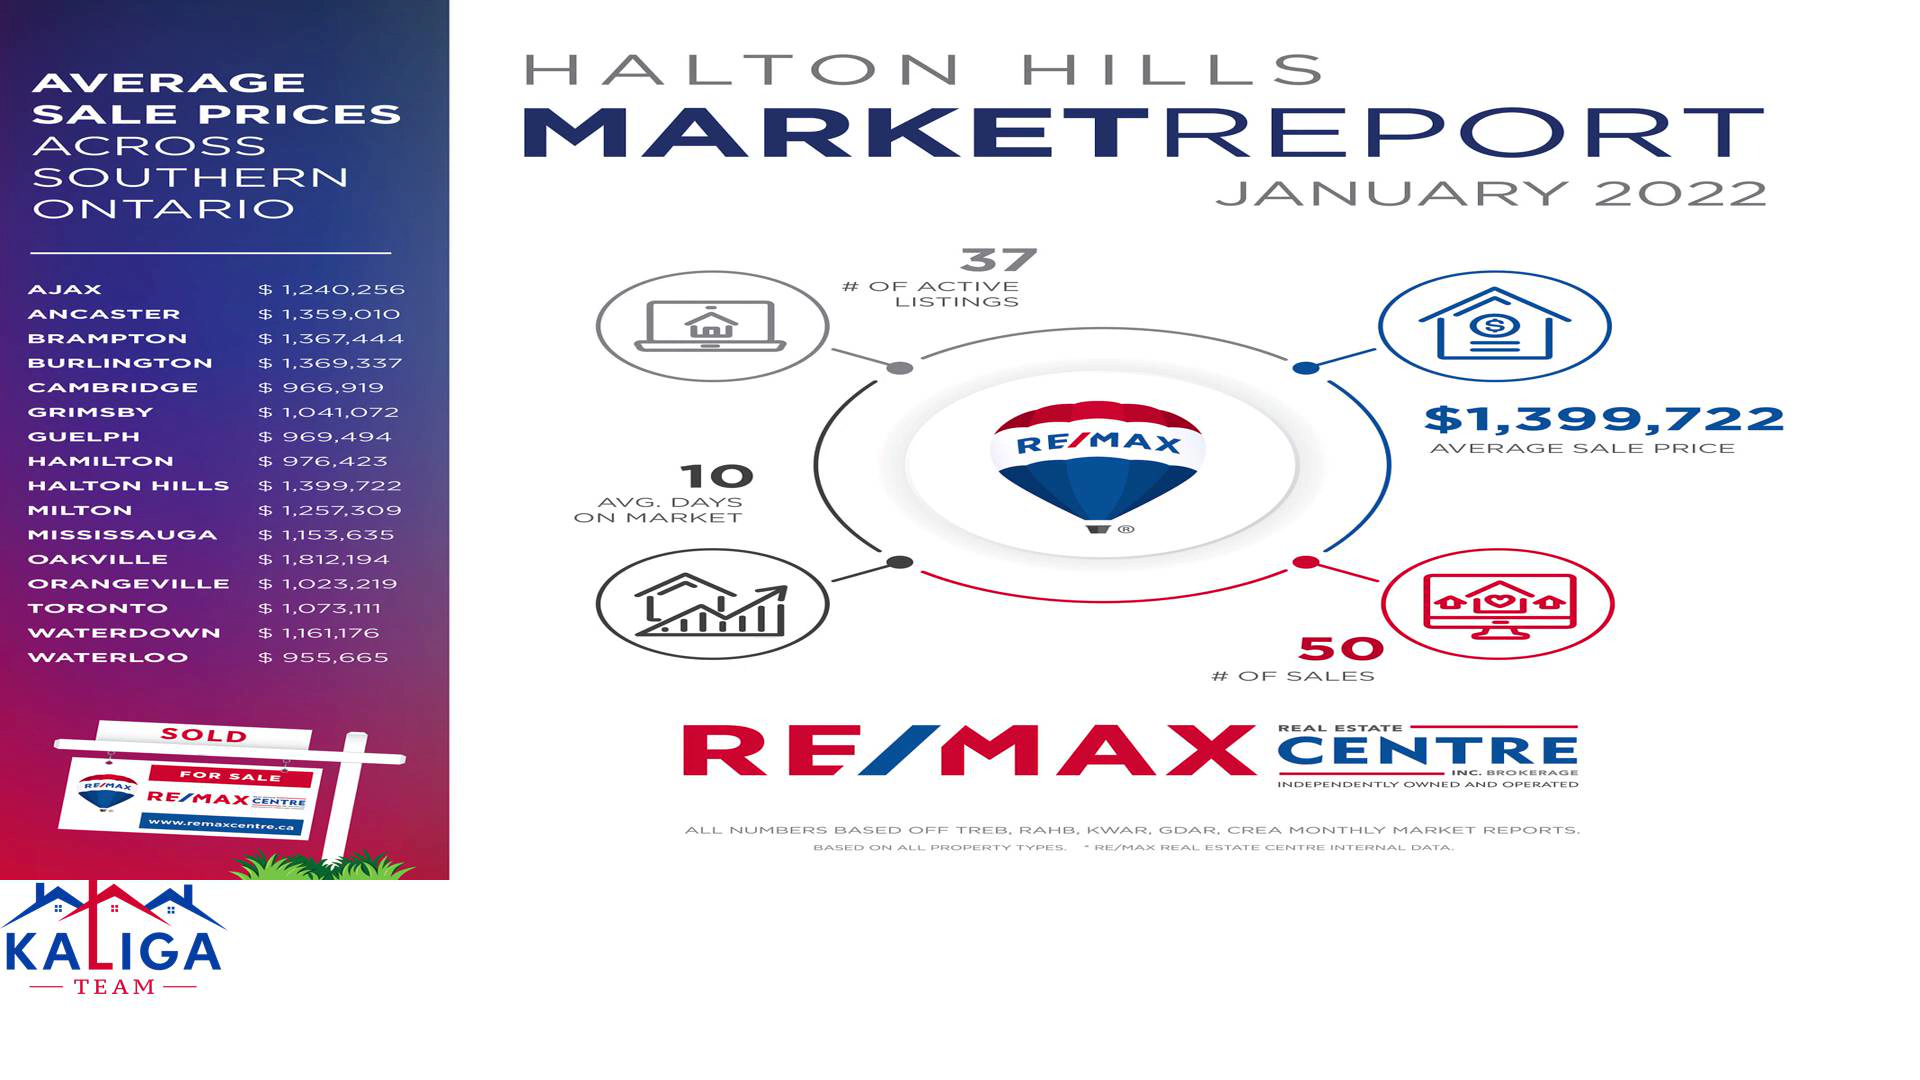 AVERAGE
SALE PRICES
ACROSS
SOUTHERN
ONTARIO
AJAX $ 1,240,256
ANCASTER $ 1,359,010
BRAMPTON $ 1,367,444
BURLINGTON $ 1,369,337
CAMBRIDGE $ 966,919
GRIMSBY $ 1,041,072
GUELPH $ 969,494
HAMILTON $ 976,423
HALTON HILLS $ 1,399,722
MILTON $ 1,257,309
MISSISSAUGA $ 1,153,635
OAKVILLE $ 1,812,194
ORANGEVILLE $ 1,023,219
TORONTO $ 1,073,111
WATERDOWN $ 1,161,176
WATERLOO $ 955,665
SOLD
FOR SALE
RE/MAX
RE/MAX CENTRE
www.remaxcentre.ca
KALIGA
TEAM
HALTON HILLS
MARKETREPORT
JANUARY 2022
37
# OF ACTIVE
LISTINGS
$1,399,722
AVERAGE SALE PRICE
RE/MAX
®
10
AVG. DAYS
ON MARKET
50
# OF SALES
RE/MAX
REAL ESTATE
CENTRE
INC. BROKERAGE
INDEPENDENTLY OWNED AND OPERATED
ALL NUMBERS BASED OFF TREB, RAHB, KWAR, GDAR, CREA MONTHLY MARKET REPORTS.
BASED ON ALL PROPERTY TYPES. * RE/MAX REAL ESTATE CENTRE INTERNAL DATA.